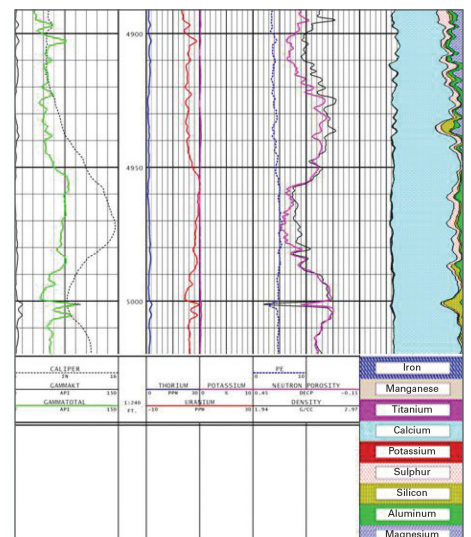 4900
4950
5000
CALIPER
IN 16
GAMMAKT
API 150
GAMMATOTAL
API 150
1:240
FT.
THORIUM
0 PPM 30
POTASSIUM
0 % 10
URANIUM
-10 PPM 30
PE
0 10
NEUTRON POROSITY
0.45 DECP -0.15
DENSITY
1.94 G/CC 2.97
Iron
Manganese
Titanium
Calcium
Potassium
Sulphur
Silicon
Aluminum
Magnesium